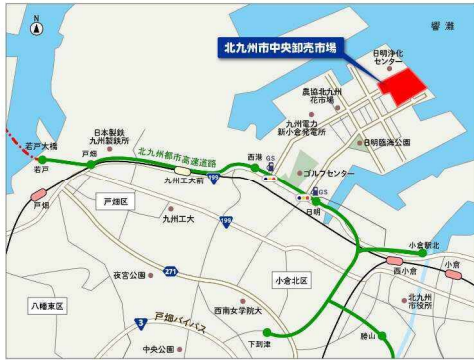 N
響灘
北九州市中央卸売市場
日明浄化
センター
農協北九州
花市場
九州電力
新小倉発電所
日明臨海公園
日本製鉄
九州製鉄所
若戸大橋
戸畑
若戸
北九州都市高速道路
西港
GS
ゴルフセンター
九州工大前
199
GS
日明
戸畑
戸畑区
九州工大
199
小倉駅北
小倉
西小倉
夜宮公園
271
小倉北区
北九州
市役所
八幡東区
西南女学院大
3
戸畑バイパス
中央公園
下到津
勝山